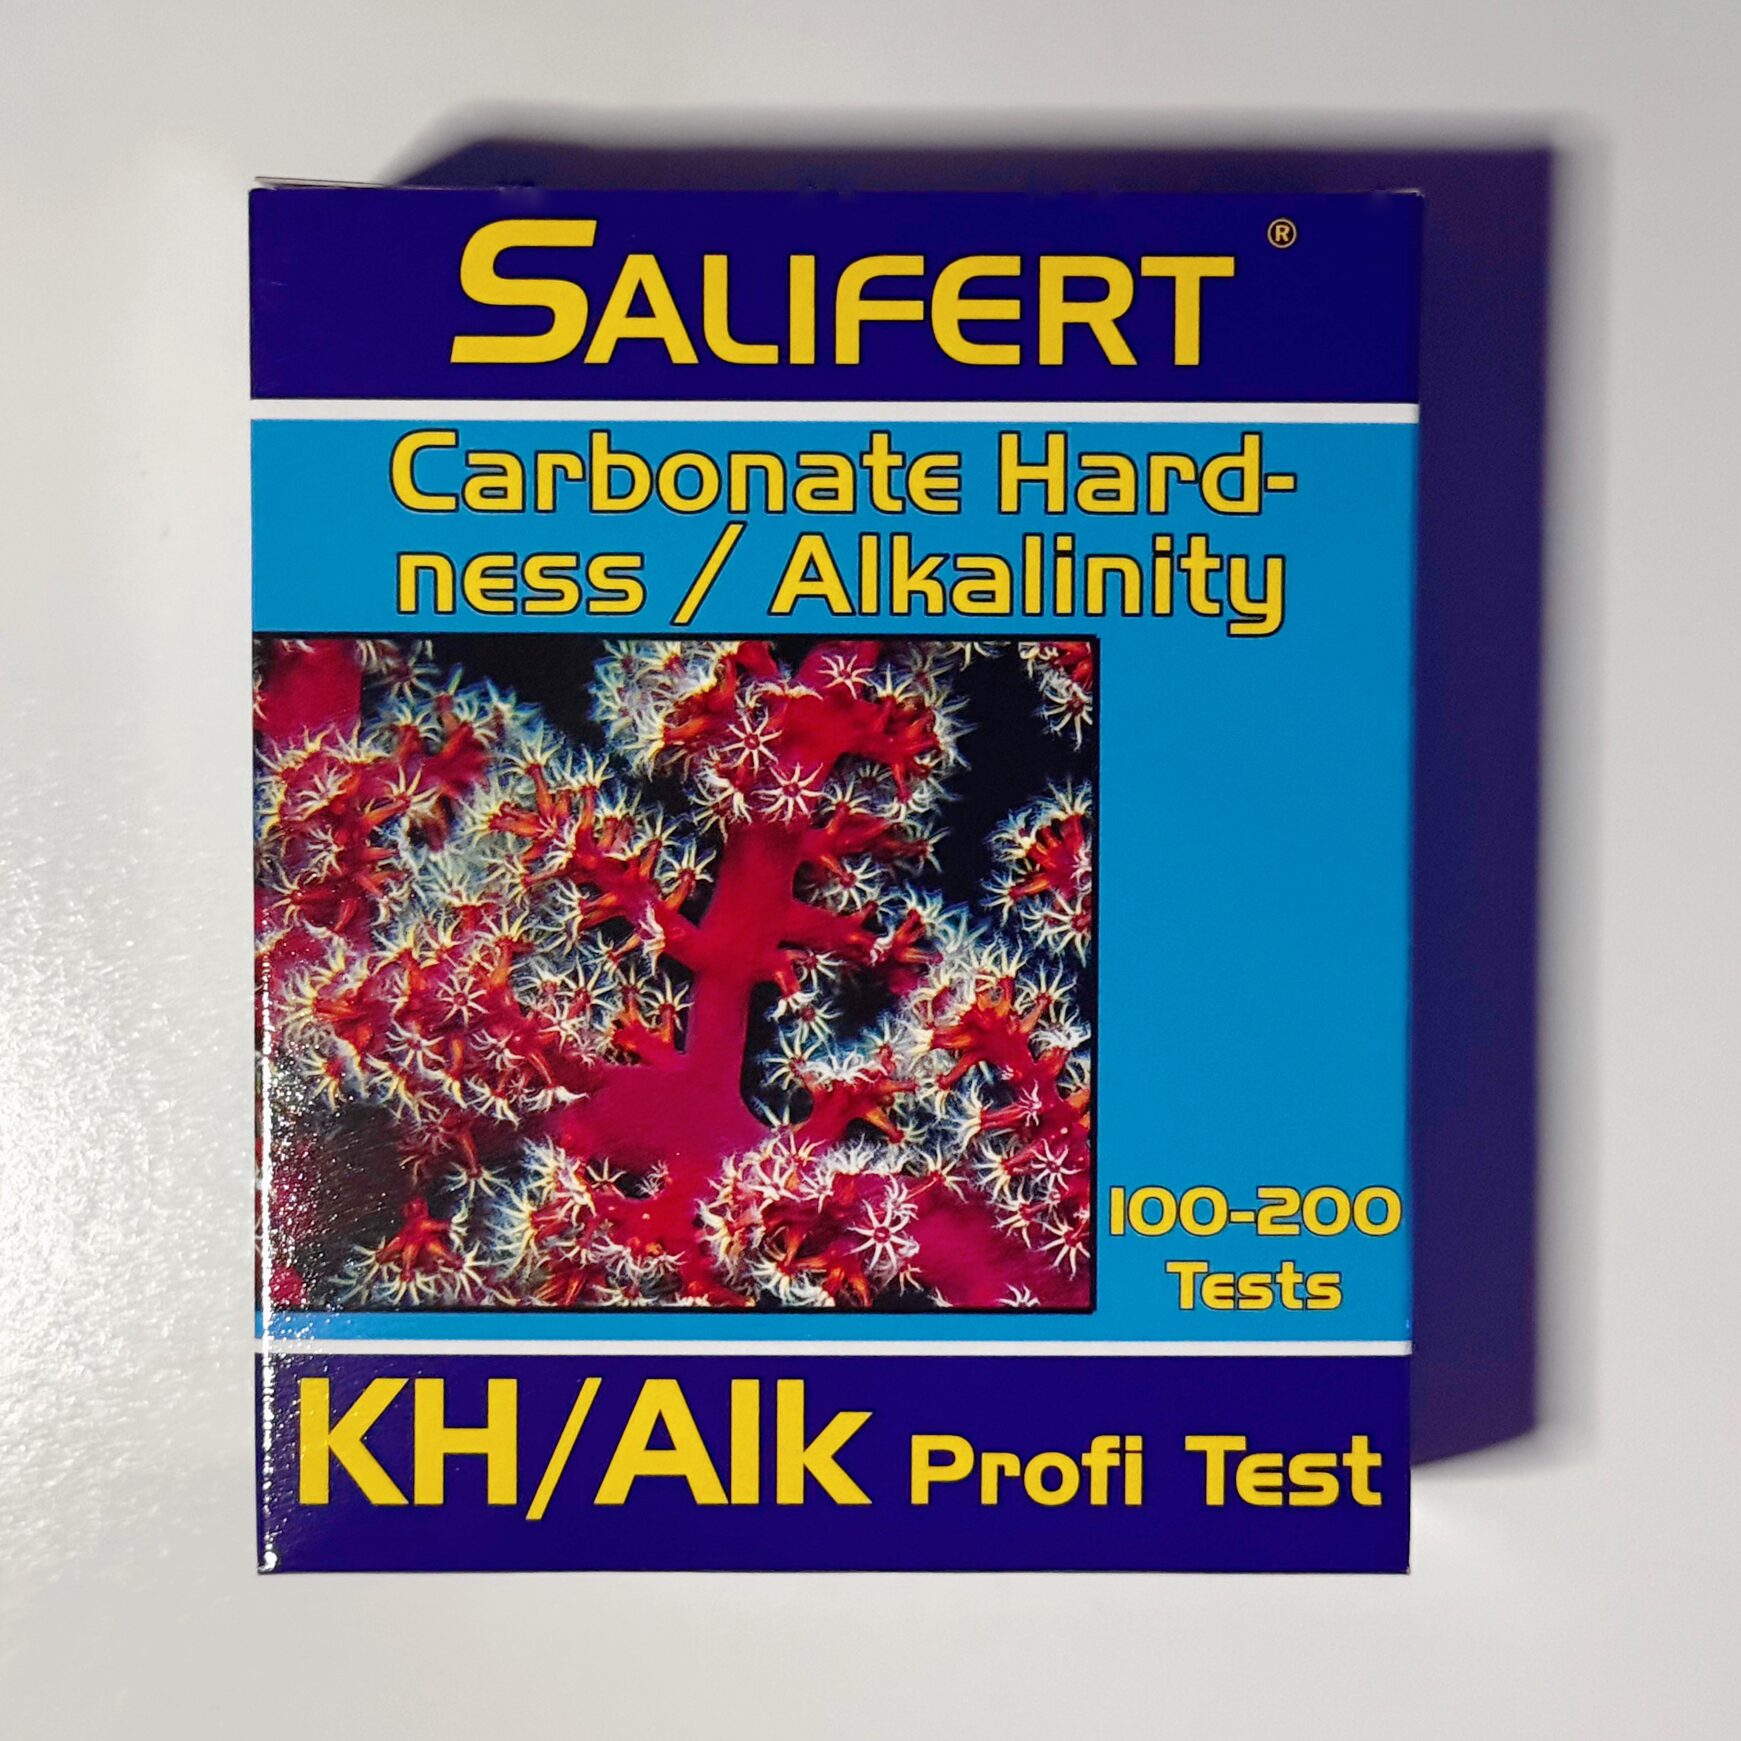 SALIFERT ®
Carbonate Hard-
ness / Alkalinity
100-200
Tests
KH/Alk Profi Test